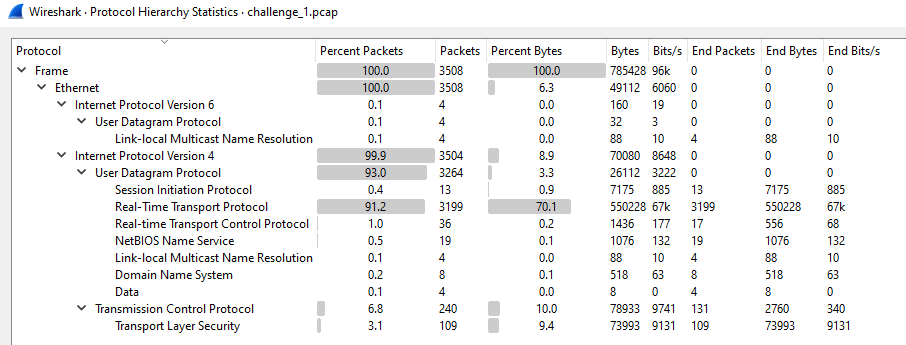 Wireshark · Protocol Hierarchy Statistics · challenge_1.pcap
Protocol Percent Packets Packets Percent Bytes Bytes Bits/s End Packets End Bytes End Bits/s
Frame 100.0 3508 100.0 785428 96k 0 0 0
Ethernet 100.0 3508 6.3 49112 6060 0 0 0
Internet Protocol Version 6 0.1 4 0.0 160 19 0 0 0
User Datagram Protocol 0.1 4 0.0 32 3 0 0 0
Link-local Multicast Name Resolution 0.1 4 0.0 88 10 4 88 10
Internet Protocol Version 4 99.9 3504 8.9 70080 8648 0 0 0
User Datagram Protocol 93.0 3264 3.3 26112 3222 0 0 0
Session Initiation Protocol 0.4 13 0.9 7175 885 13 7175 885
Real-Time Transport Protocol 91.2 3199 70.1 550228 67k 3199 550228 67k
Real-time Transport Control Protocol 1.0 36 0.2 1436 177 17 556 68
NetBIOS Name Service 0.5 19 0.1 1076 132 19 1076 132
Link-local Multicast Name Resolution 0.1 4 0.0 88 10 4 88 10
Domain Name System 0.2 8 0.1 518 63 8 518 63
Data 0.1 4 0.0 8 0 4 8 0
Transmission Control Protocol 6.8 240 10.0 78933 9741 131 2760 340
Transport Layer Security 3.1 109 9.4 73993 9131 109 73993 9131